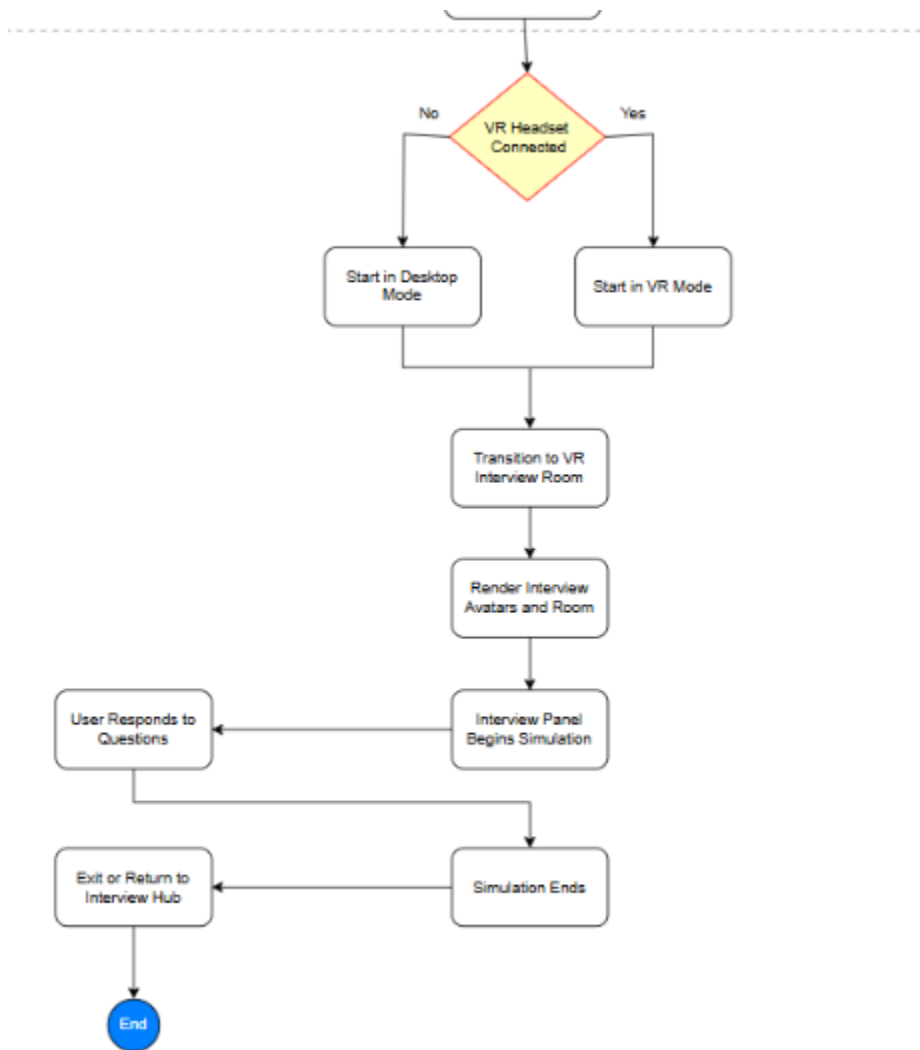 No
Yes
VR Headset
Connected
Start in Desktop
Mode
Start in VR Mode
Transition to VR
Interview Room
Render Interview
Avatars and Room
Interview Panel
Begins Simulation
User Responds to
Questions
Simulation Ends
Exit or Return to
Interview Hub
End